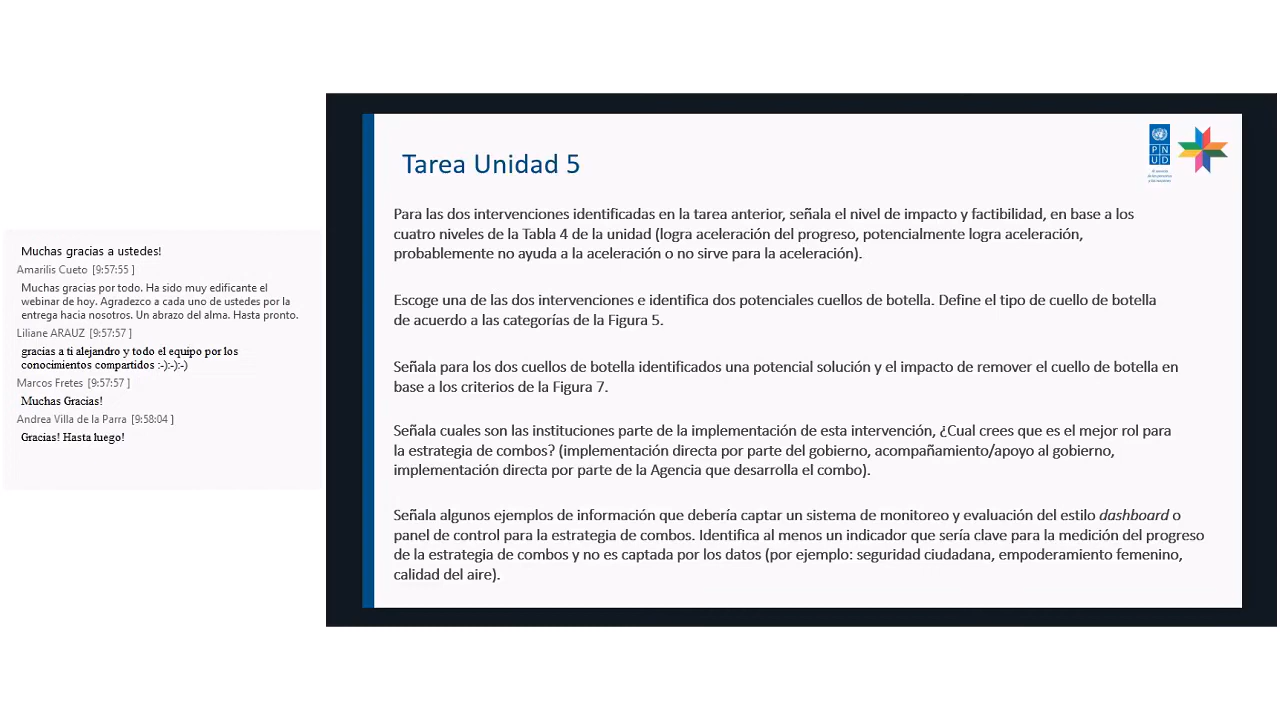 Muchas gracias a ustedes!
Amarilis Cueto [9:57:55 ]
Muchas gracias por todo. Ha sido muy edificante el
webinar de hoy. Agradezco a cada uno de ustedes por la
entrega hacia nosotros. Un abrazo del alma. Hasta pronto.
Liliane ARAUZ [9:57:57 ]
gracias a ti alejandro y todo el equipo por los
conocimientos compartidos :-):-):-)
Marcos Fretes [9:57:57 ]
Muchas Gracias!
Andrea Villa de la Parra [9:58:04 ]
Gracias! Hasta luego!
Tarea Unidad 5
P N
U D
Para las dos intervenciones identificadas en la tarea anterior, señala el nivel de impacto y factibilidad, en base a los
cuatro niveles de la Tabla 4 de la unidad (logra aceleración del progreso, potencialmente logra aceleración,
probablemente no ayuda a la aceleración o no sirve para la aceleración).
Escoge una de las dos intervenciones e identifica dos potenciales cuellos de botella. Define el tipo de cuello de botella
de acuerdo a las categorías de la Figura 5.
Señala para los dos cuellos de botella identificados una potencial solución y el impacto de remover el cuello de botella en
base a los criterios de la Figura 7.
Señala cuales son las instituciones parte de la implementación de esta intervención, ¿Cual crees que es el mejor rol para
la estrategia de combos? (implementación directa por parte del gobierno, acompañamiento/apoyo al gobierno,
implementación directa por parte de la Agencia que desarrolla el combo).
Señala algunos ejemplos de información que debería captar un sistema de monitoreo y evaluación del estilo dashboard o
panel de control para la estrategia de combos. Identifica al menos un indicador que sería clave para la medición del progreso
de la estrategia de combos y no es captada por los datos (por ejemplo: seguridad ciudadana, empoderamiento femenino,
calidad del aire).